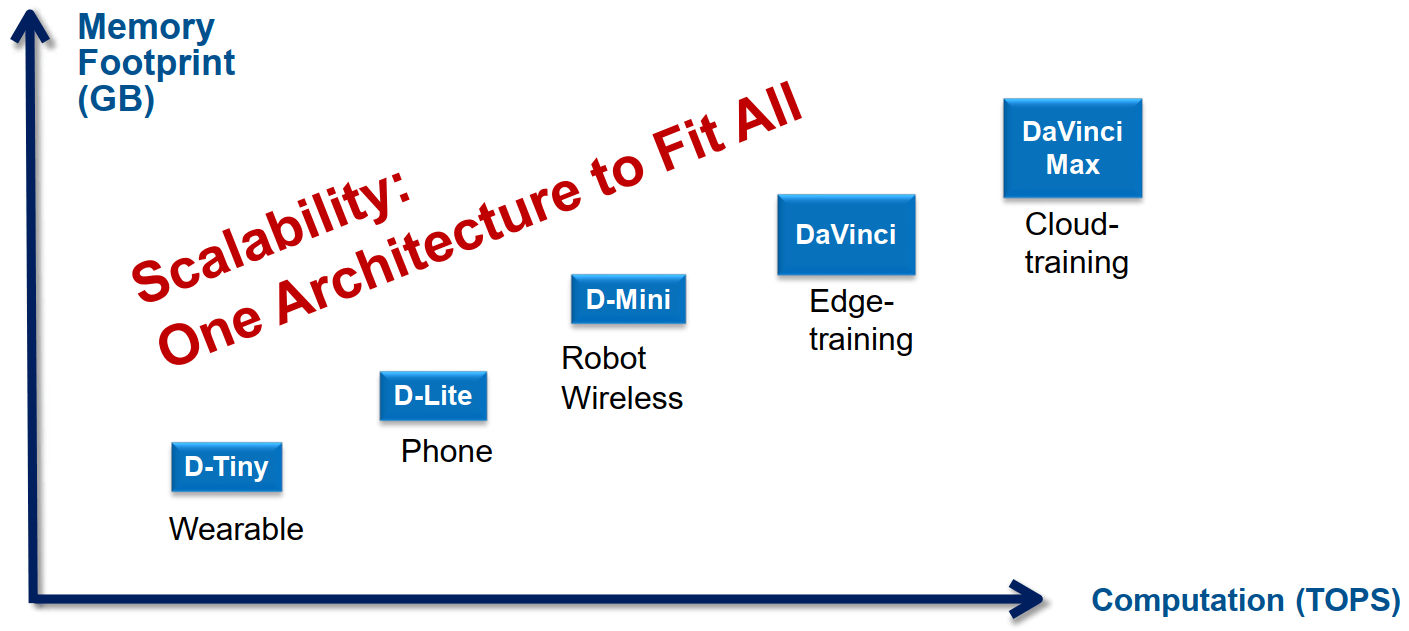 Memory
Footprint
(GB)
Scalability:
One Architecture to Fit All
DaVinci
Max
Cloud-
training
DaVinci
Edge-
training
D-Mini
Robot
Wireless
D-Lite
Phone
D-Tiny
Wearable
Computation (TOPS)